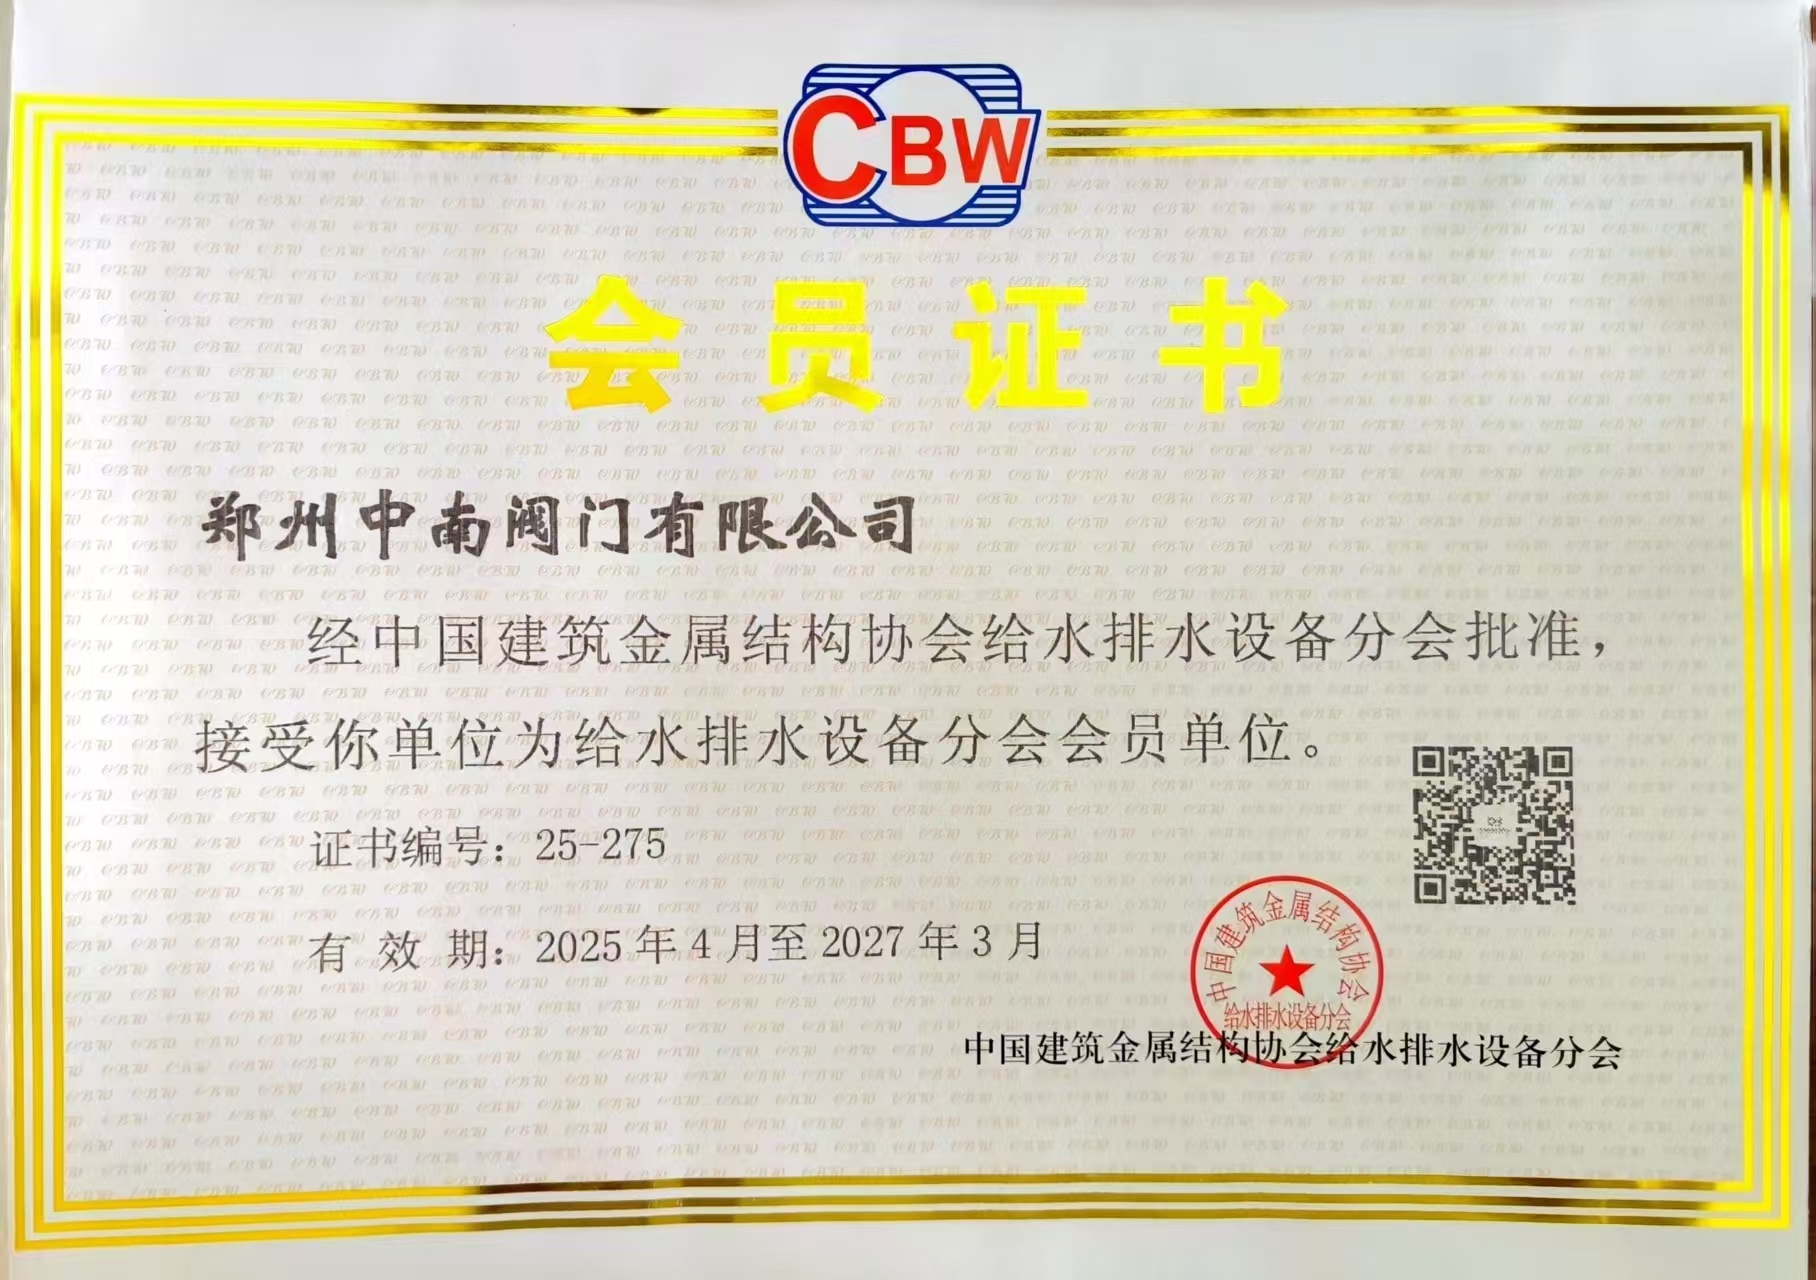 CBW
会员证书
郑州中南阀门有限公司
经中国建筑金属结构协会给水排水设备分会批准，
接受你单位为给水排水设备分会会员单位。
证书编号：25-275
有 效 期：2025年4月至2027年3月
中国建筑金属结构协会
给水排水设备分会
中国建筑金属结构协会给水排水设备分会